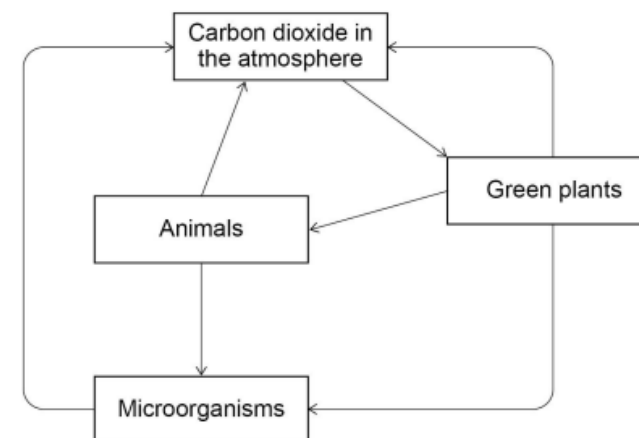 Carbon dioxide in
the atmosphere
Green plants
Animals
Microorganisms